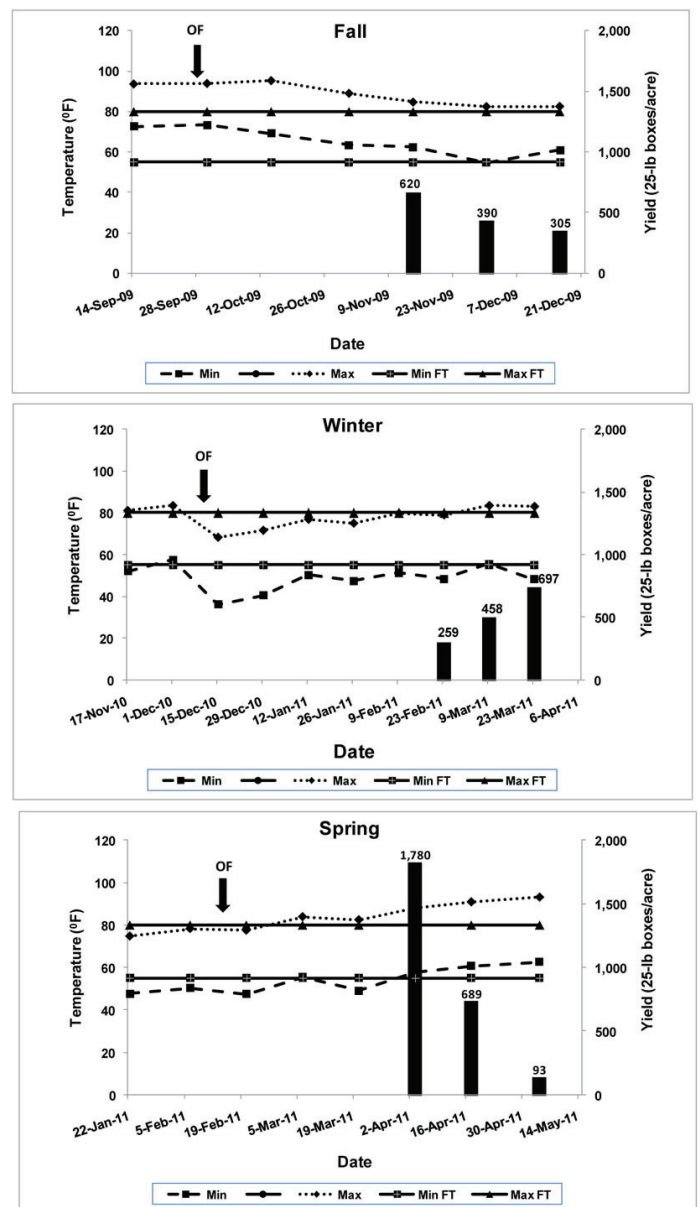 Fall
OF
Temperature (⁰F)
120
100
80
60
40
20
0
2,000
1,500
1,000
500
0
Yield (25-lb boxes/acre)
620
390
305
14-Sep-09
28-Sep-09
12-Oct-09
26-Oct-09
9-Nov-09
23-Nov-09
7-Dec-09
21-Dec-09
Date
Min Max Min FT Max FT
Winter
OF
Temperature (⁰F)
120
100
80
60
40
20
0
2,000
1,500
1,000
500
0
Yield (25-lb boxes/acre)
259
458
697
17-Nov-10
1-Dec-10
15-Dec-10
29-Dec-10
12-Jan-11
26-Jan-11
9-Feb-11
23-Feb-11
9-Mar-11
23-Mar-11
6-Apr-11
Date
Min Max Min FT Max FT
Spring
OF
Temperature (⁰F)
120
100
80
60
40
20
0
2,000
1,500
1,000
500
0
Yield (25-lb boxes/acre)
1,780
689
93
22-Jan-11
5-Feb-11
19-Feb-11
5-Mar-11
19-Mar-11
2-Apr-11
16-Apr-11
30-Apr-11
14-May-11
Date
Min Max Min FT Max FT